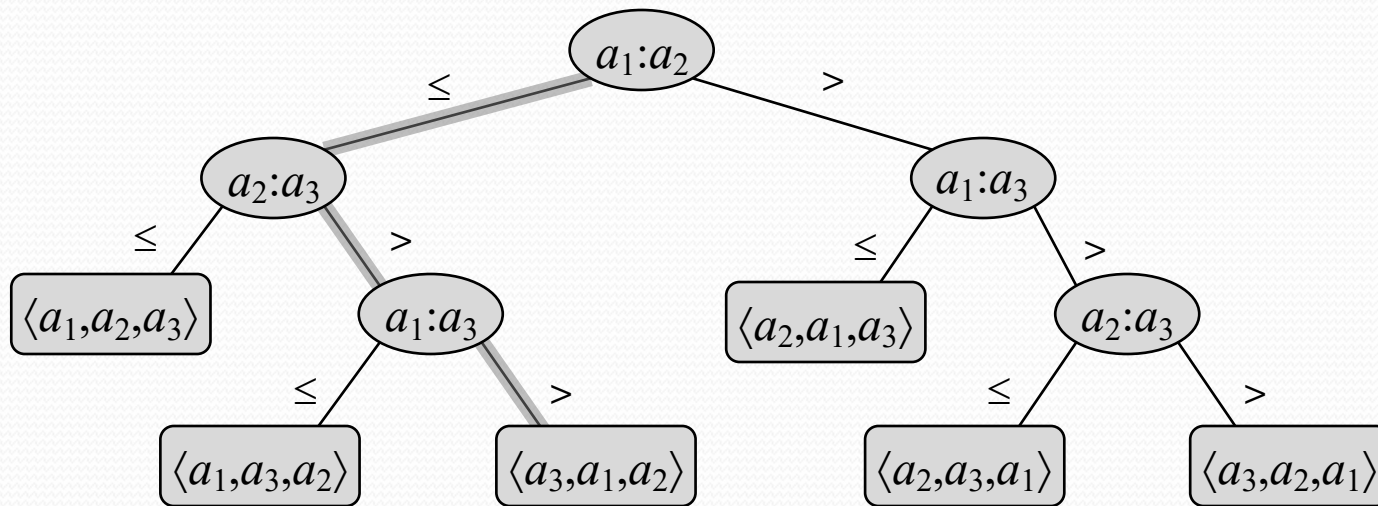 a₁:a₂
≤ >
a₂:a₃ a₁:a₃
≤ > ≤ >
⟨a₁,a₂,a₃⟩ a₁:a₃ ⟨a₂,a₁,a₃⟩ a₂:a₃
≤ > ≤ >
⟨a₁,a₃,a₂⟩ ⟨a₃,a₁,a₂⟩ ⟨a₂,a₃,a₁⟩ ⟨a₃,a₂,a₁⟩